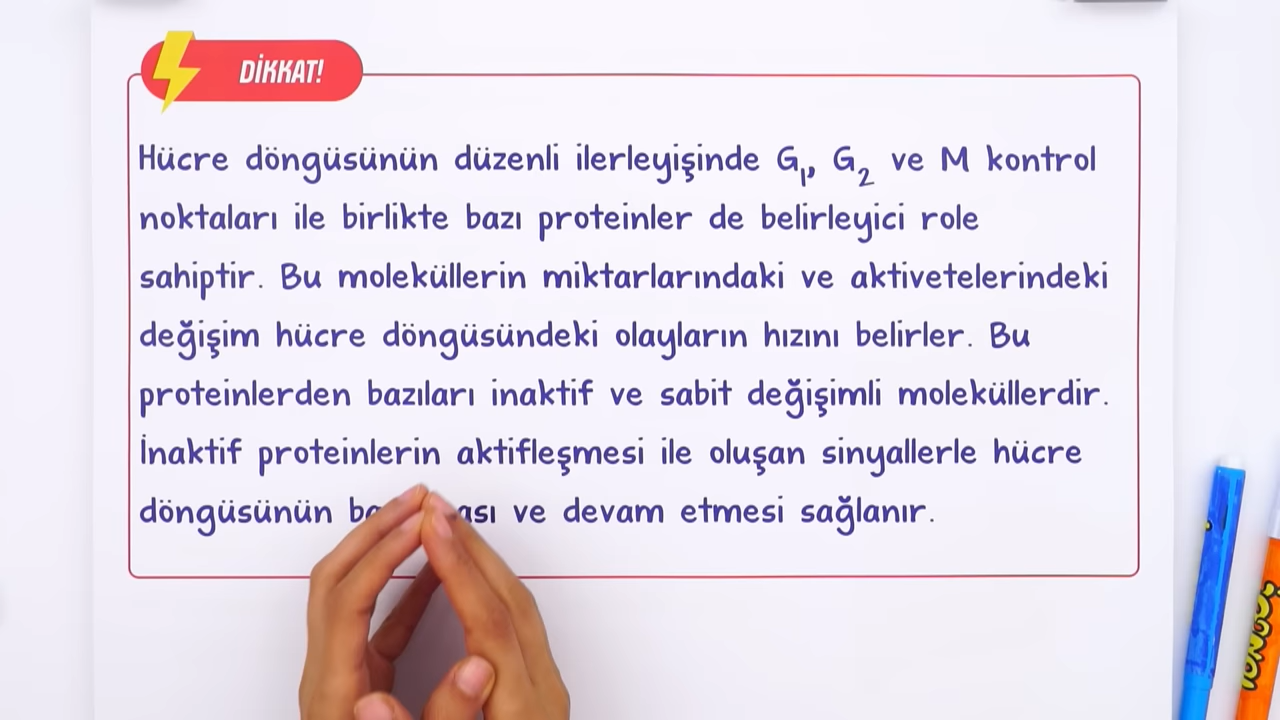 DİKKAT!
Hücre döngüsünün düzenli ilerleyişinde G₁, G₂ ve M kontrol
noktaları ile birlikte bazı proteinler de belirleyici role
sahiptir. Bu moleküllerin miktarlarındaki ve aktivetelerindeki
değişim hücre döngüsündeki olayların hızını belirler. Bu
proteinlerden bazıları inaktif ve sabit değişimli moleküllerdir.
İnaktif proteinlerin aktifleşmesi ile oluşan sinyallerle hücre
döngüsünün ve devam etmesi sağlanır.